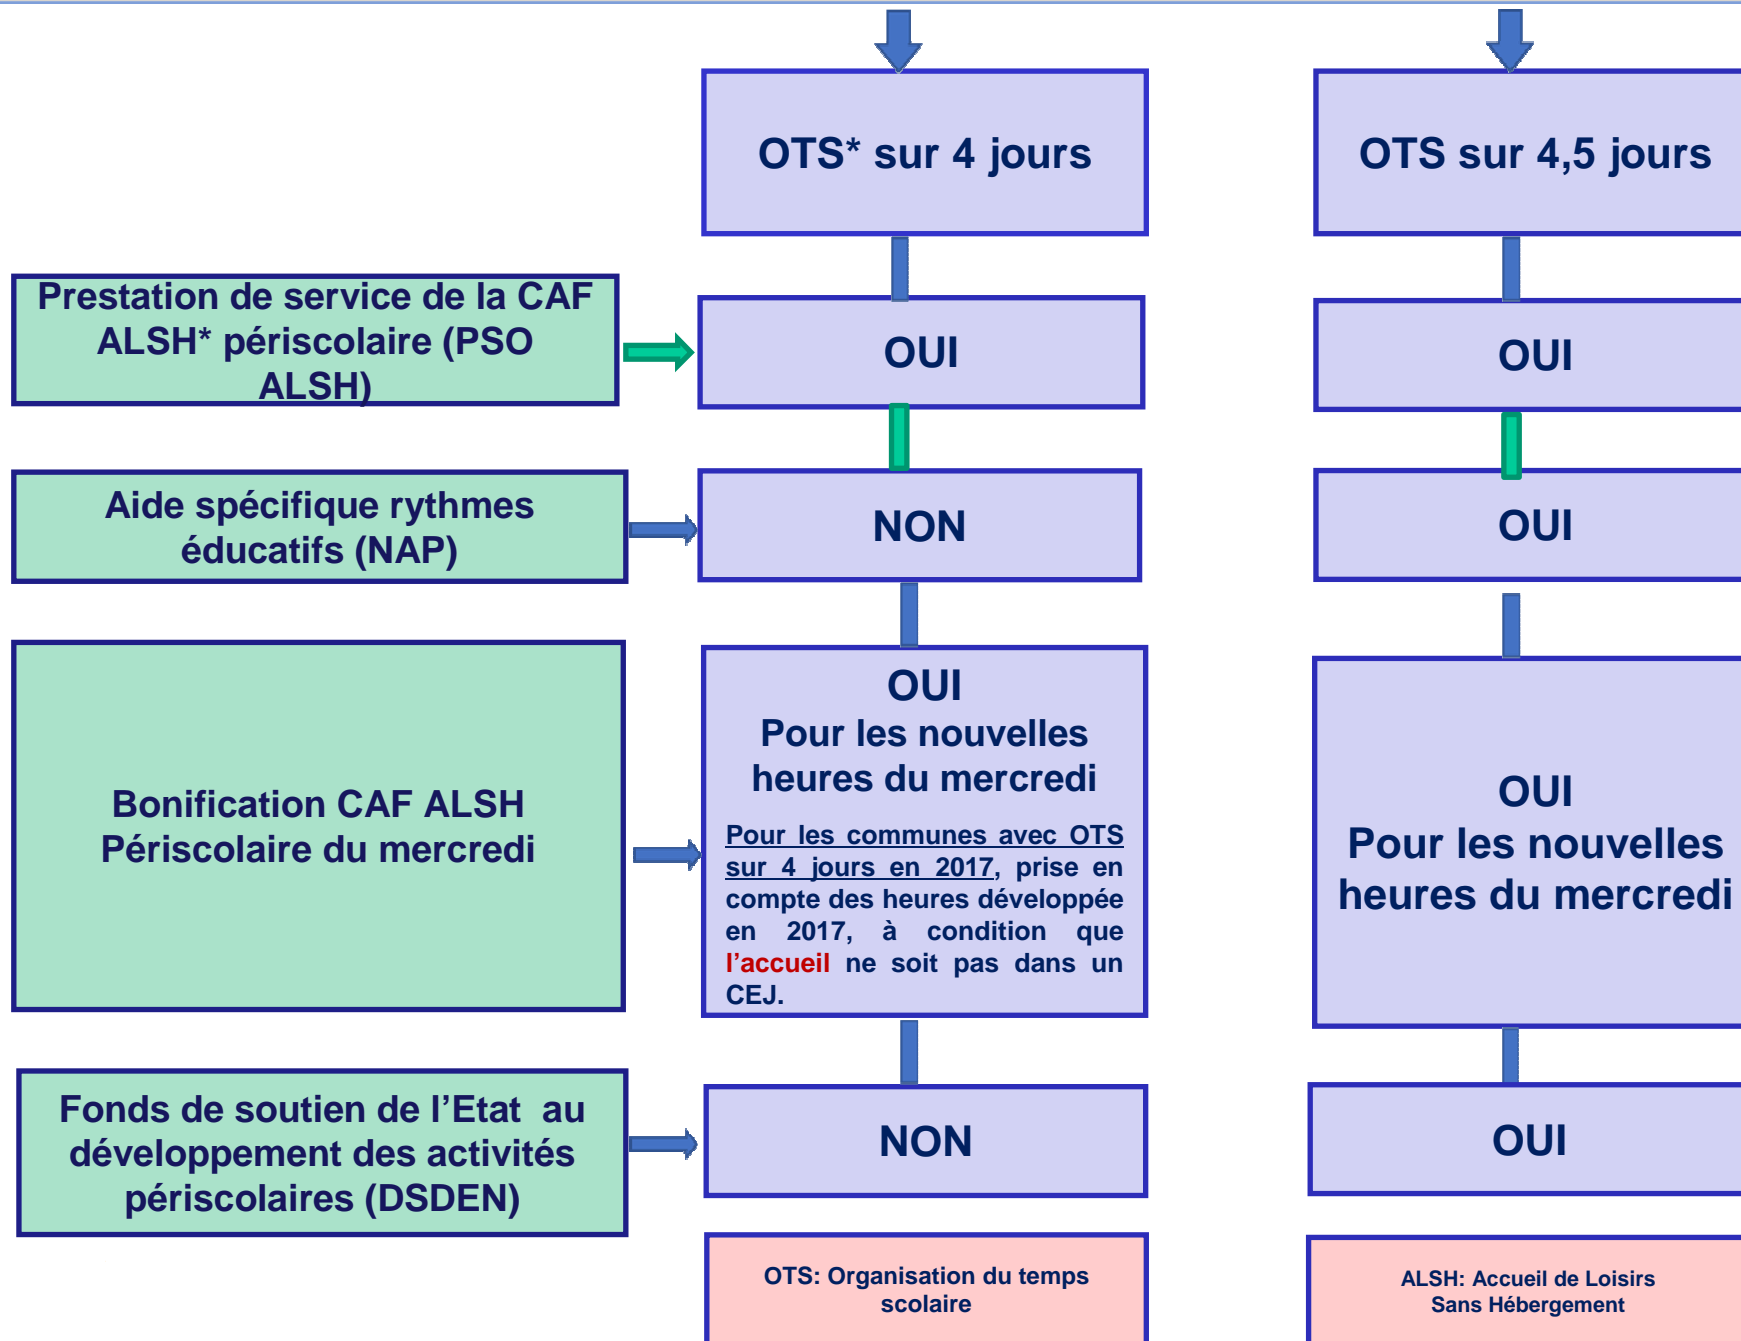 OTS* sur 4 jours
OTS sur 4,5 jours
Prestation de service de la CAF
ALSH* périscolaire (PSO
ALSH)
OUI
OUI
Aide spécifique rythmes
éducatifs (NAP)
NON
OUI
Bonification CAF ALSH
Périscolaire du mercredi
OUI
Pour les nouvelles
heures du mercredi
Pour les communes avec OTS
sur 4 jours en 2017, prise en
compte des heures développée
en 2017, à condition que
l’accueil ne soit pas dans un
CEJ.
OUI
Pour les nouvelles
heures du mercredi
Fonds de soutien de l’Etat au
développement des activités
périscolaires (DSDEN)
NON
OUI
OTS: Organisation du temps
scolaire
ALSH: Accueil de Loisirs
Sans Hébergement